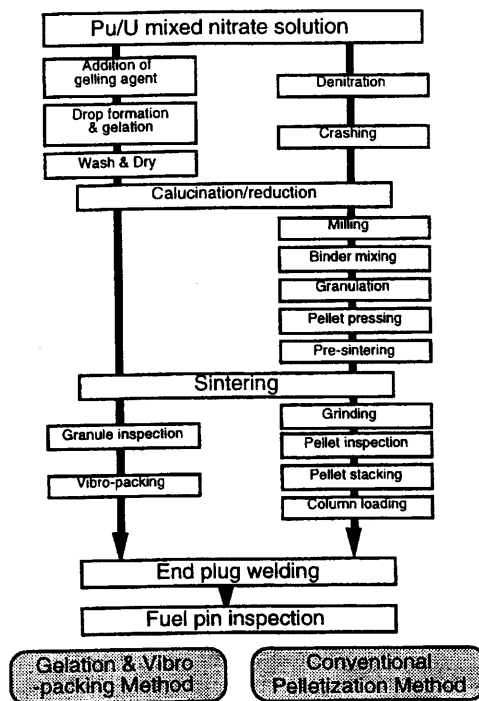 Pu/U mixed nitrate solution
Addition of
gelling agent
Drop formation
& gelation
Wash & Dry
Denitration
Crashing
Calucination/reduction
Milling
Binder mixing
Granulation
Pellet pressing
Pre-sintering
Sintering
Granule inspection
Vibro-packing
Grinding
Pellet inspection
Pellet stacking
Column loading
End plug welding
Fuel pin inspection
Gelation & Vibro
-packing Method
Conventional
Pelletization Method